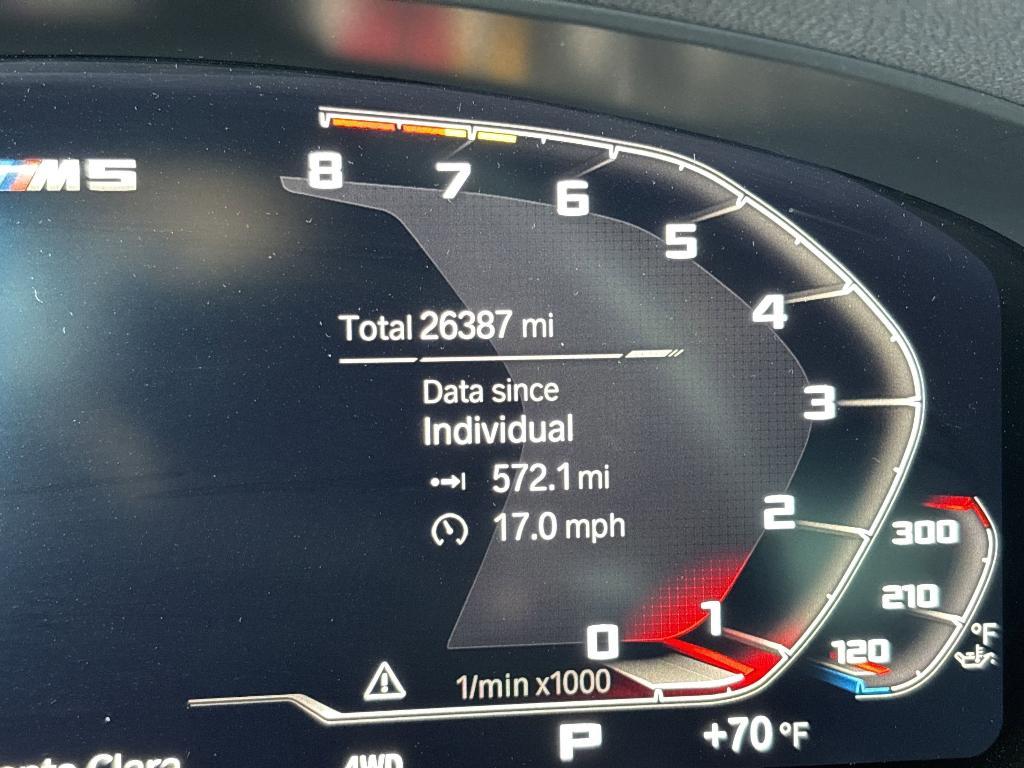 M5
8
7
6
5
4
3
2
1
0
Total 26387 mi
Data since
Individual
572.1 mi
17.0 mph
1/min x1000
300
210
120
°F
P
+70 °F
Clara
4WD